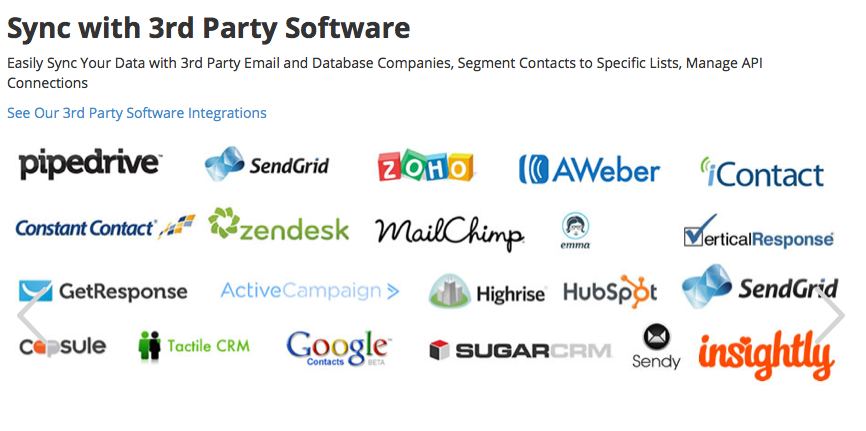 Sync with 3rd Party Software
Easily Sync Your Data with 3rd Party Email and Database Companies, Segment Contacts to Specific Lists, Manage API
Connections
See Our 3rd Party Software Integrations
pipedrive™ SendGrid ZOHO AWeber iContact
Constant Contact® zendesk MailChimp emma VerticalResponse®
GetResponse ActiveCampaign > Highrise HubSpot SendGrid
capsule Tactile CRM Google™ Contacts BETA SUGARCRM Sendy insightly